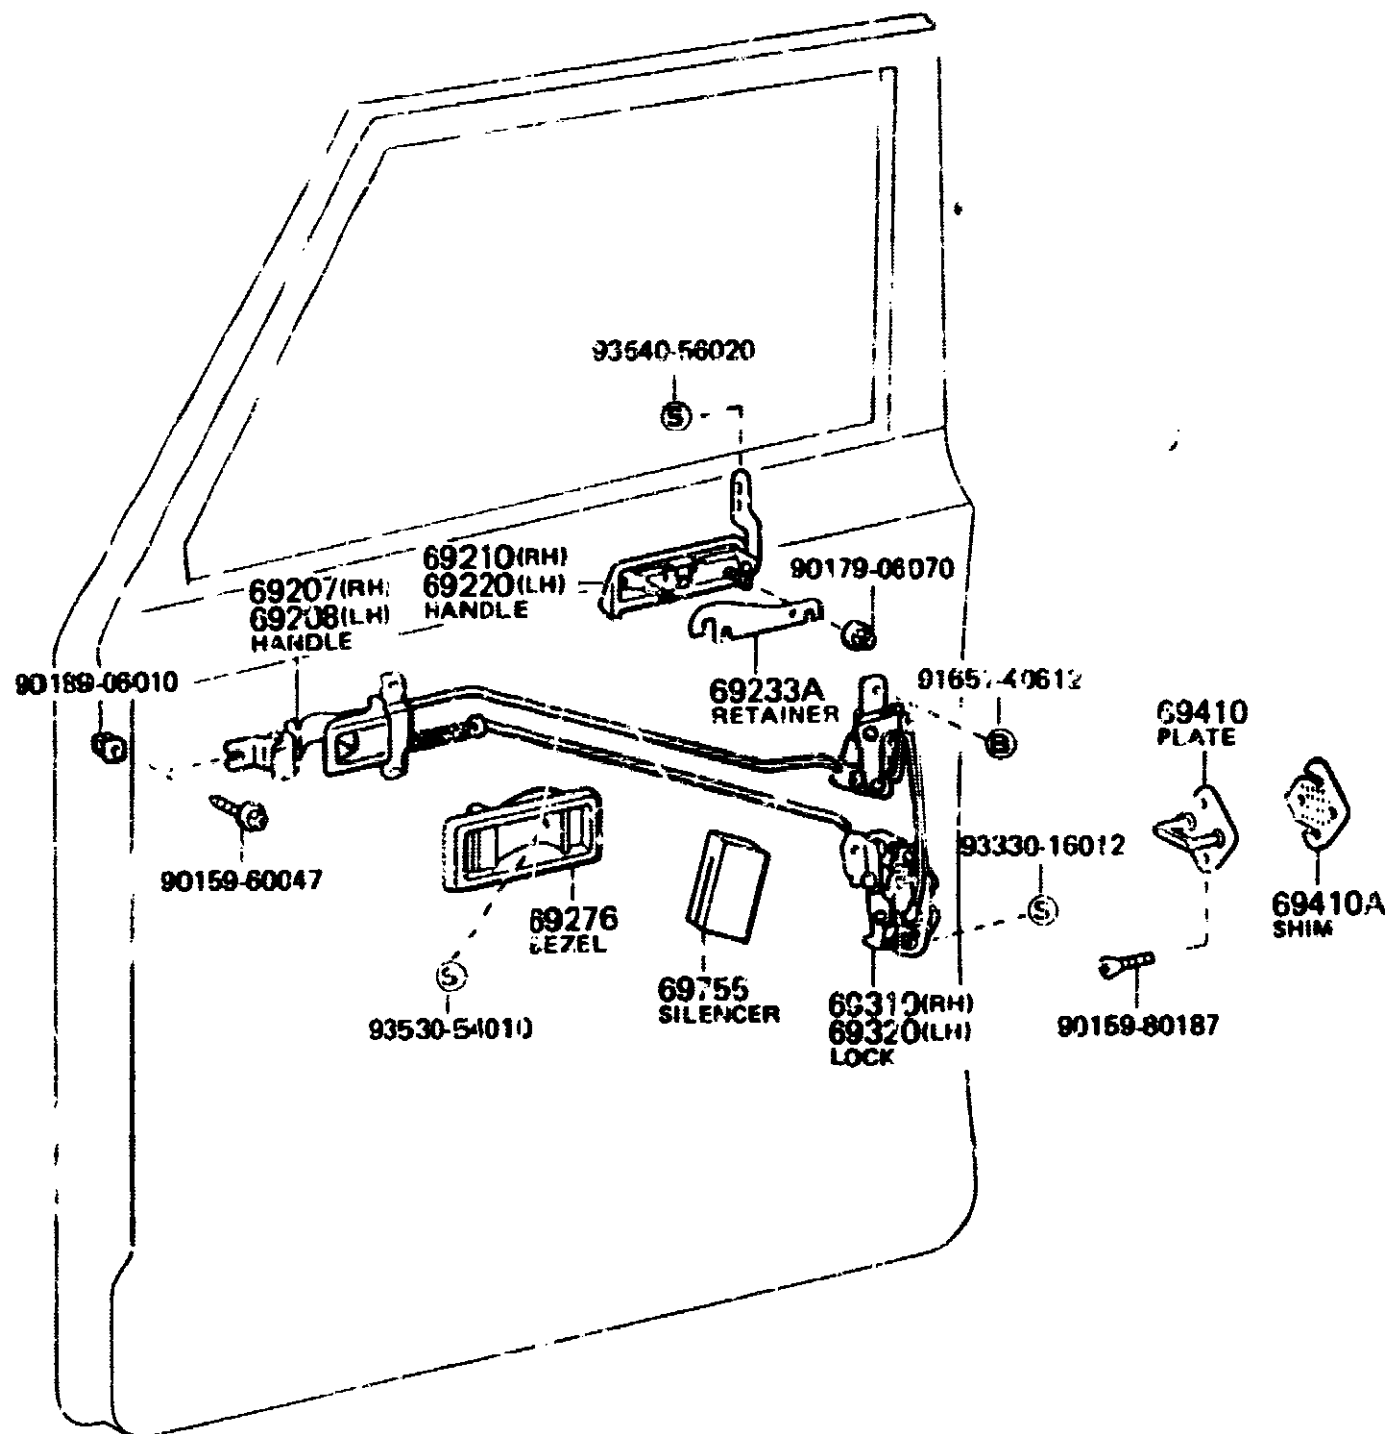 93540-56020
S
69210(RH)
69220(LH)
HANDLE
90179-06070
69207(RH)
69208(LH)
HANDLE
90189-06010
69233A
RETAINER
B
69410
PLATE
90159-60047
93330-16012
S
69410A
SHIM
69276
BEZEL
S
93530-54010
69755
SILENCER
69310(RH)
69320(LH)
LOCK
90159-80187